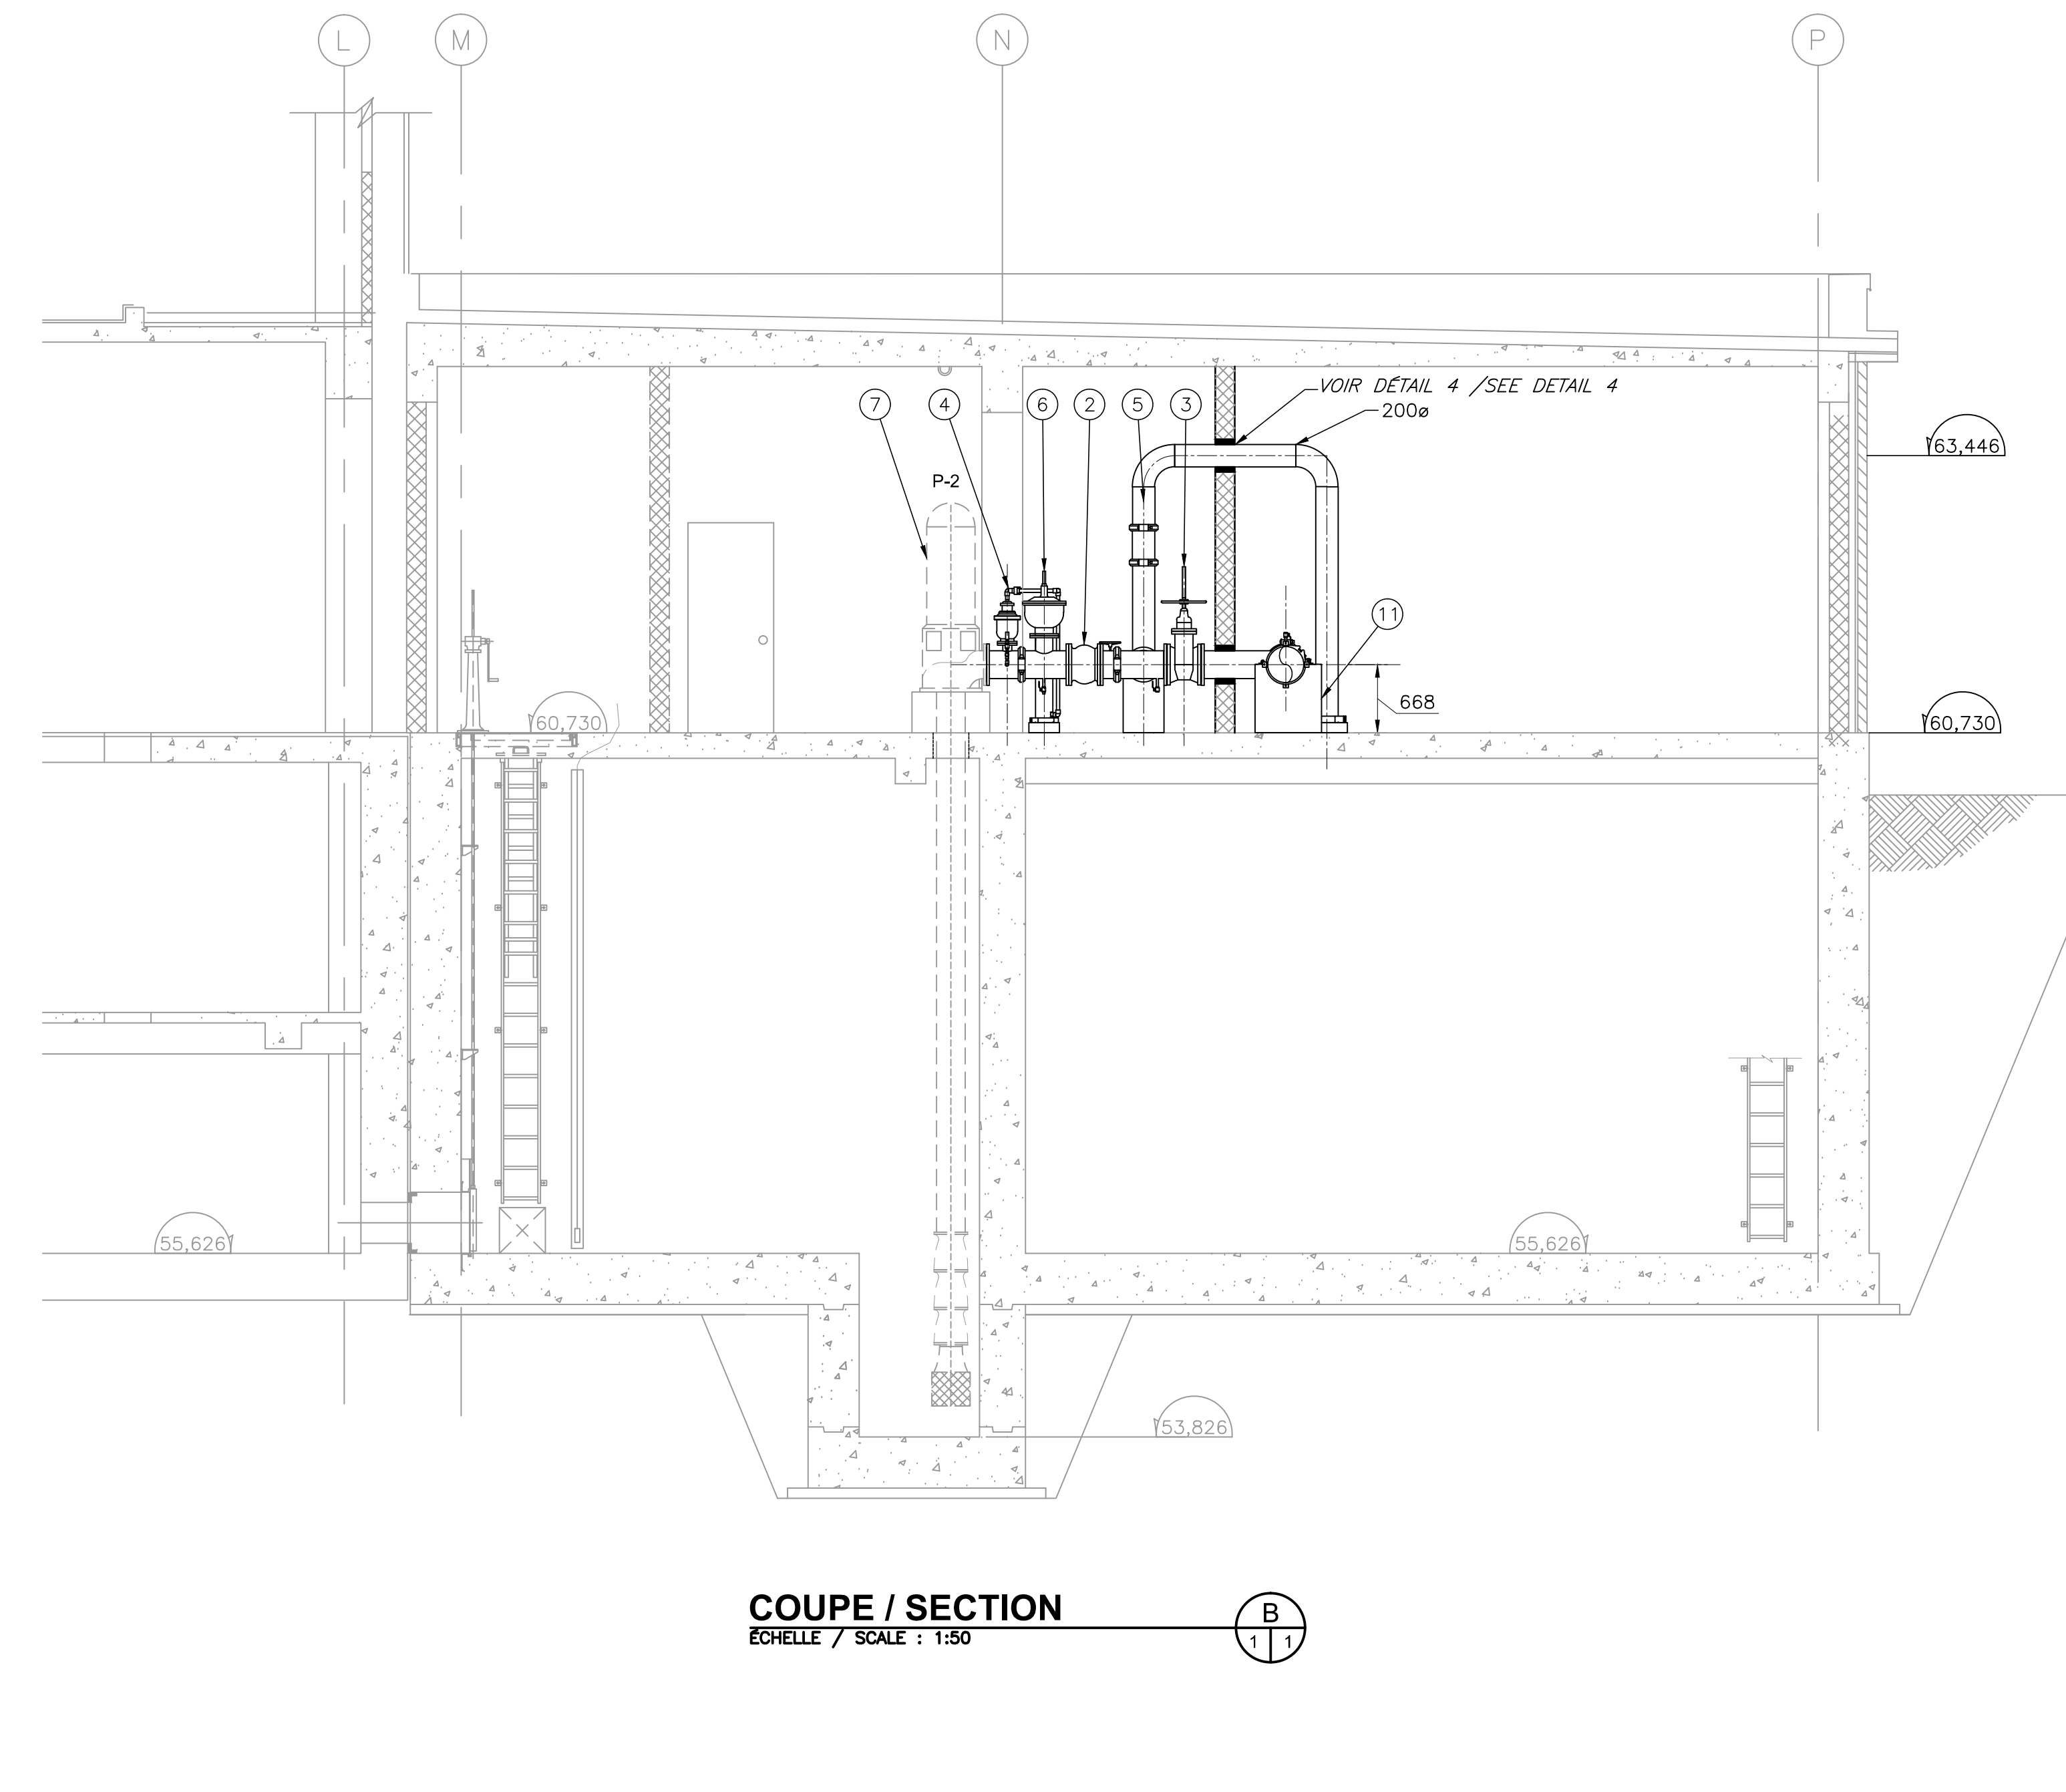 L M N P
VOIR DÉTAIL 4 /SEE DETAIL 4
7 4 6 2 5 3
200ø
63,446
P-2
11
668
60,730
60,730
55,626
55,626
53,826
COUPE / SECTION
B
ÉCHELLE / SCALE : 1:50
1 1